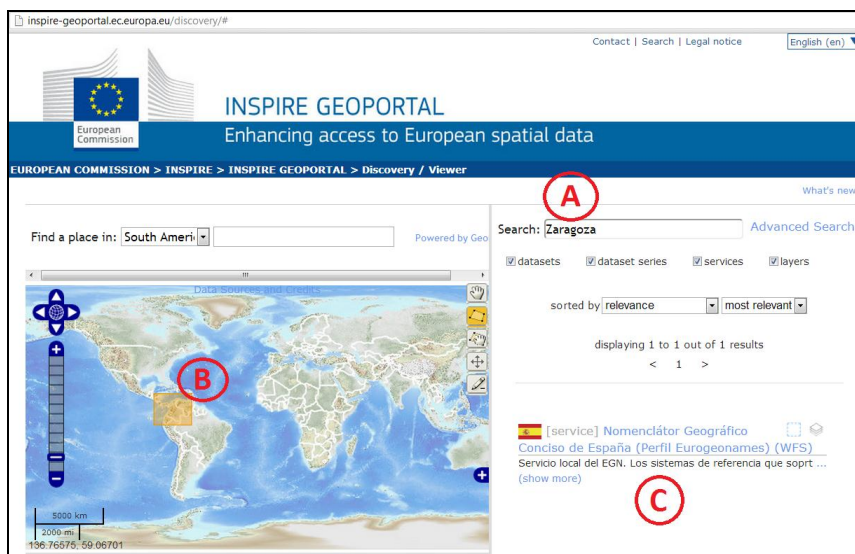 inspire-geoportal.ec.europa.eu/discovery/#
Contact | Search | Legal notice
English (en)
European
Commission
INSPIRE GEOPORTAL
Enhancing access to European spatial data
EUROPEAN COMMISSION > INSPIRE > INSPIRE GEOPORTAL > Discovery / Viewer
A
What's new
Find a place in: South Ameri
Powered by Geo
Search: Zaragoza
Advanced Search
datasets dataset series services layers
sorted by relevance most relevant
displaying 1 to 1 out of 1 results
< 1 >
Data Sources and Credits
B
[service] Nomenclátor Geográfico
Conciso de España (Perfil Eurogeonames) (WFS)
Servicio local del EGN. Los sistemas de referencia que soprt ...
(show more)
C
5000 km
2000 mi
136.76575, 59.06701